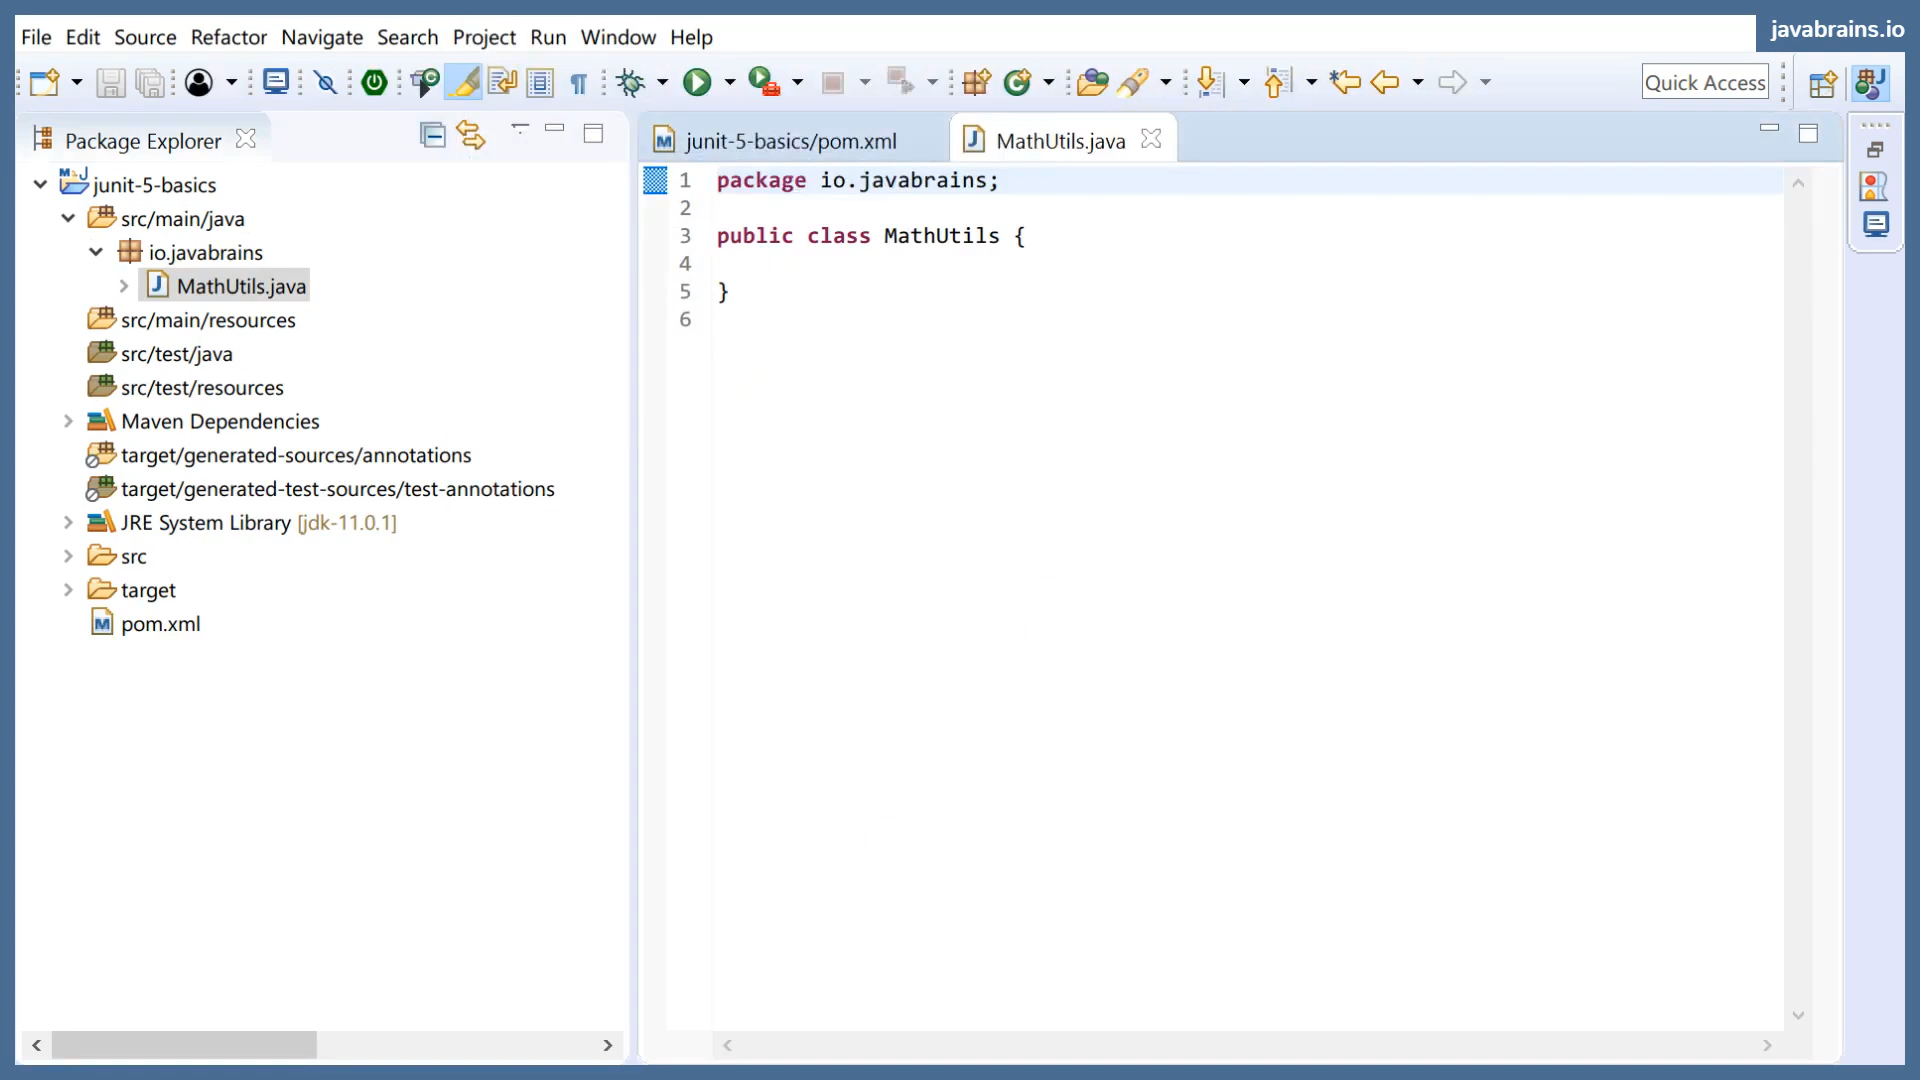 File Edit Source Refactor Navigate Search Project Run Window Help
javabrains.io
Quick Access
Package Explorer
junit-5-basics
src/main/java
io.javabrains
MathUtils.java
src/main/resources
src/test/java
src/test/resources
Maven Dependencies
target/generated-sources/annotations
target/generated-test-sources/test-annotations
JRE System Library [jdk-11.0.1]
src
target
pom.xml
junit-5-basics/pom.xml
MathUtils.java
1 package io.javabrains;
2
3 public class MathUtils {
4
5 }
6